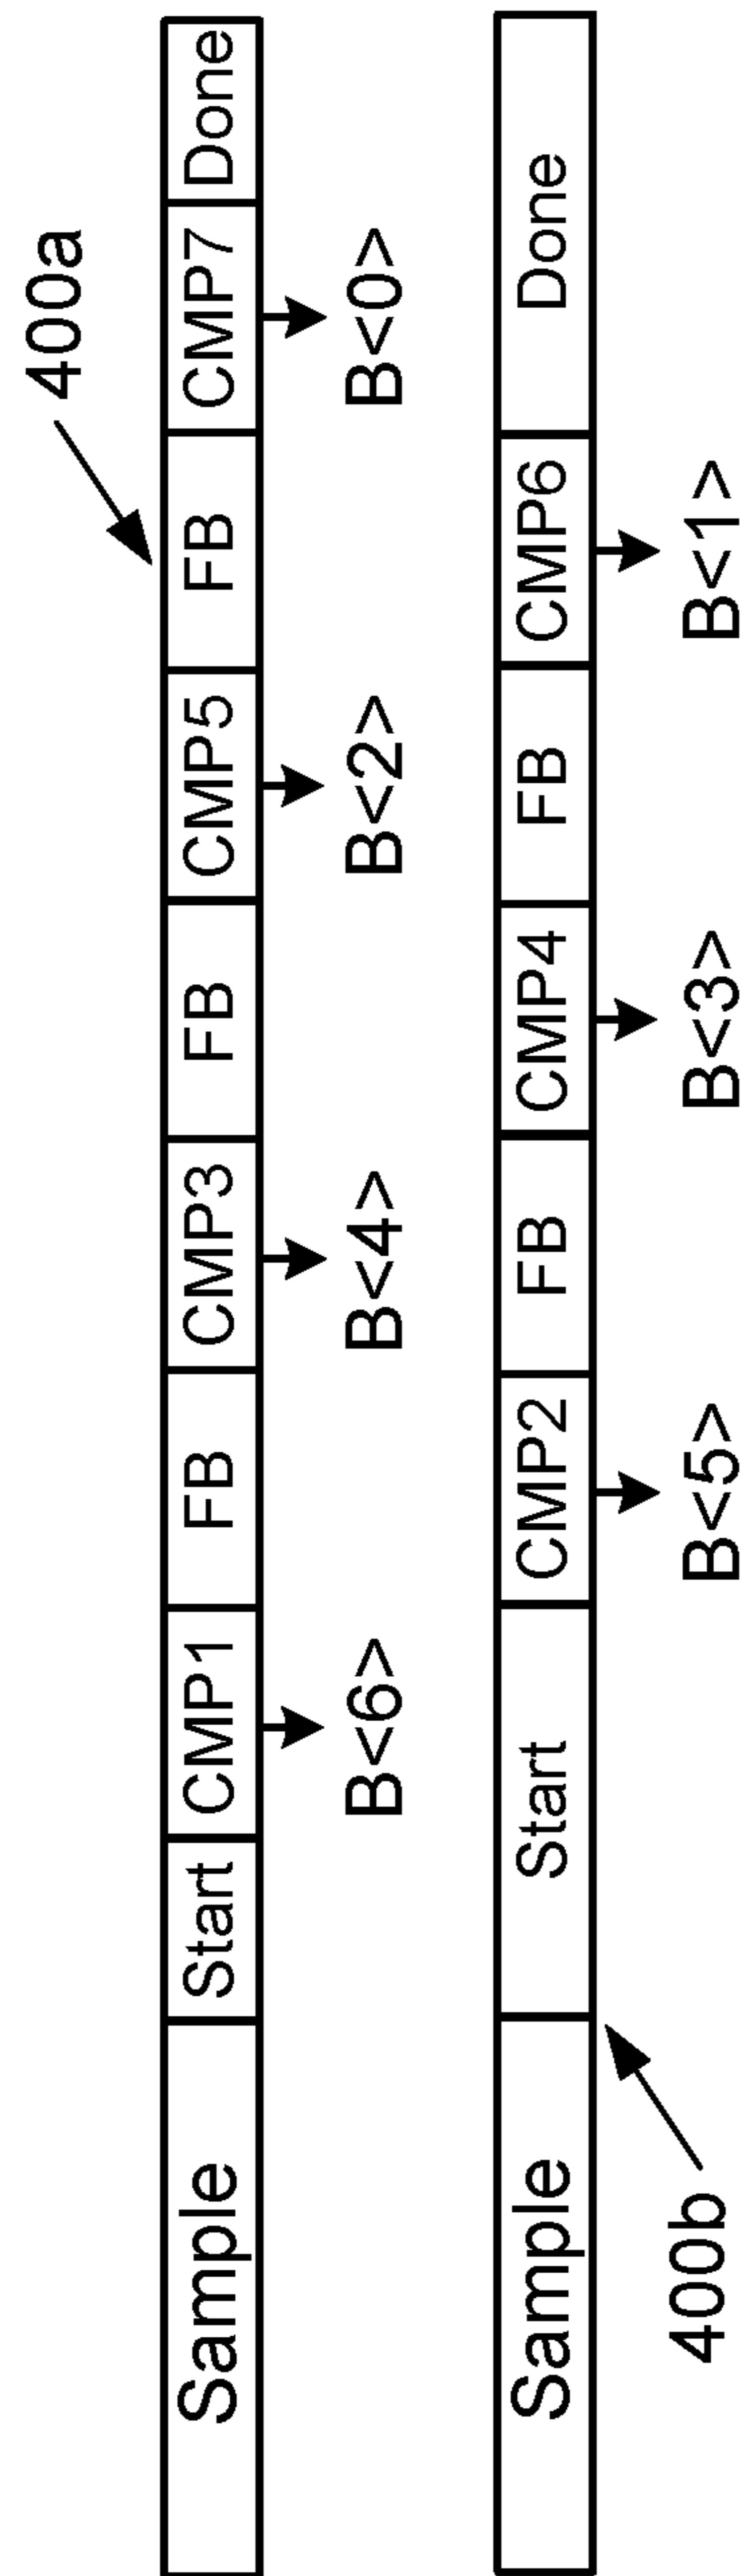 400a
Sample Start CMP1 FB CMP3 FB CMP5 FB CMP7 Done
B<6> B<4> B<2> B<0>
Sample Start CMP2 FB CMP4 FB CMP6 Done
B<5> B<3> B<1>
400b